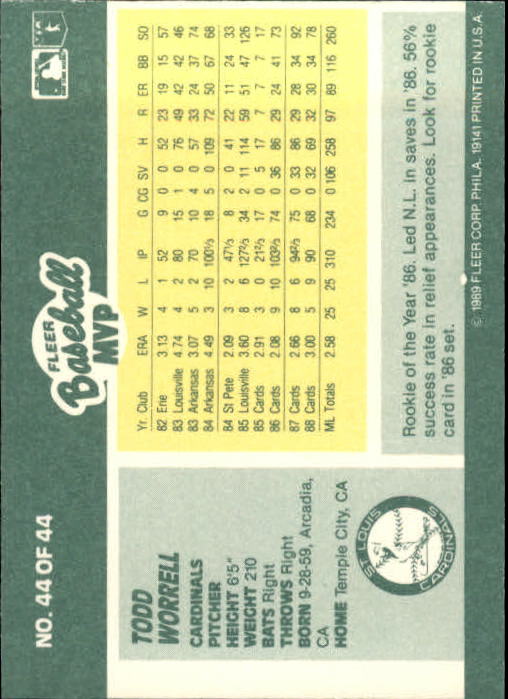 NO. 44 OF 44
FLEER
Baseball
MVP
TODD
WORRELL
CARDINALS
PITCHER
HEIGHT 6'5"
WEIGHT 210
BATS Right
THROWS Right
BORN 9-28-59, Arcadia,
CA
HOME Temple City, CA
ST. LOUIS
CARDINALS
Yr. Club ERA W L IP G CG SV H R ER BB SO
82 Erie 3.13 4 1 52 9 0 0 52 23 19 15 57
83 Louisville 4.74 4 2 80 15 1 0 76 49 42 42 46
83 Arkansas 3.07 5 2 70 10 4 0 57 33 24 37 74
84 Arkansas 4.49 3 10 100⅓ 18 5 0 109 72 50 67 68
84 St Pete 2.09 3 2 47⅓ 8 2 0 41 22 11 24 33
85 Louisville 3.60 8 6 127⅔ 34 2 11 114 59 51 47 126
85 Cards 2.91 3 0 21⅔ 17 0 5 17 7 7 7 17
86 Cards 2.08 9 10 103⅔ 74 0 36 86 29 24 41 73
87 Cards 2.66 8 6 94⅔ 75 0 33 86 29 28 34 92
88 Cards 3.00 5 9 90 68 0 32 69 32 30 34 78
ML Totals 2.58 25 25 310 234 0 106 258 97 89 116 260
Rookie of the Year '86. Led N.L. in saves in '86. 56%
success rate in relief appearances. Look for rookie
card in '86 set.
© 1989 FLEER CORP. PHILA. 19141 PRINTED IN U.S.A.